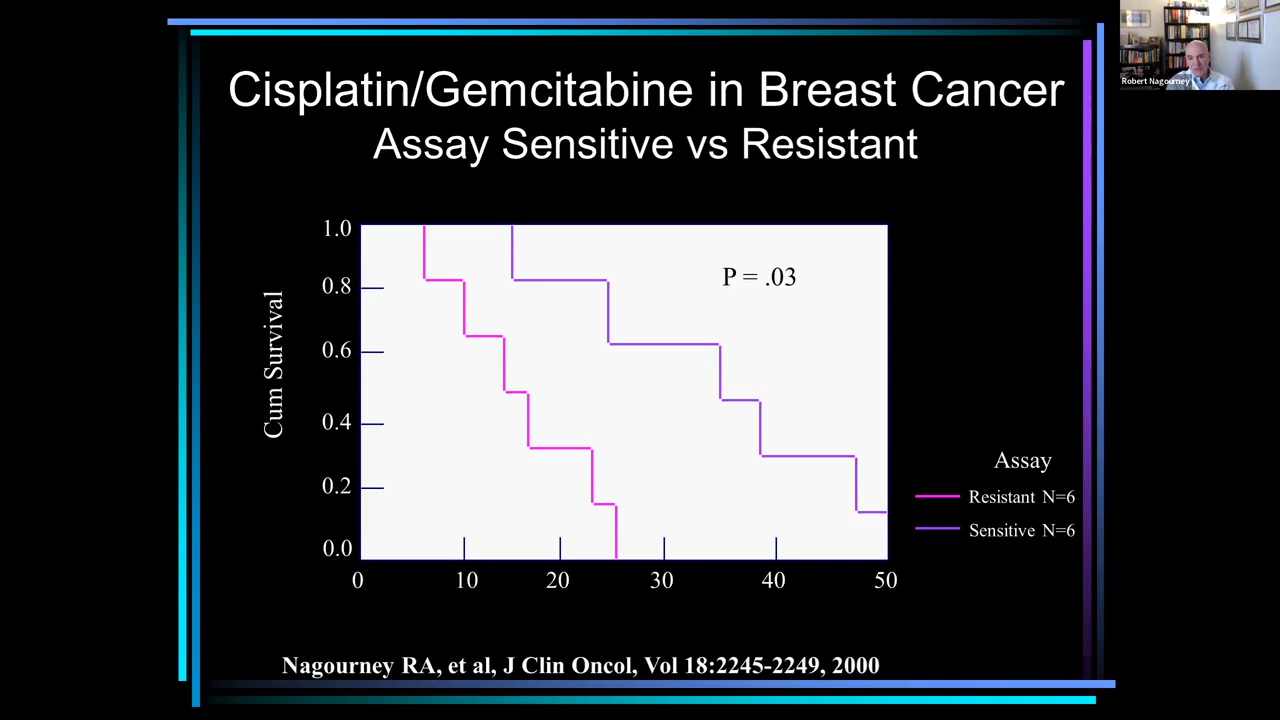 Robert Nagourney
Cisplatin/Gemcitabine in Breast Cancer
Assay Sensitive vs Resistant
Cum Survival
1.0
0.8
0.6
0.4
0.2
0.0
P = .03
0 10 20 30 40 50
Assay
Resistant N=6
Sensitive N=6
Nagourney RA, et al, J Clin Oncol, Vol 18:2245-2249, 2000